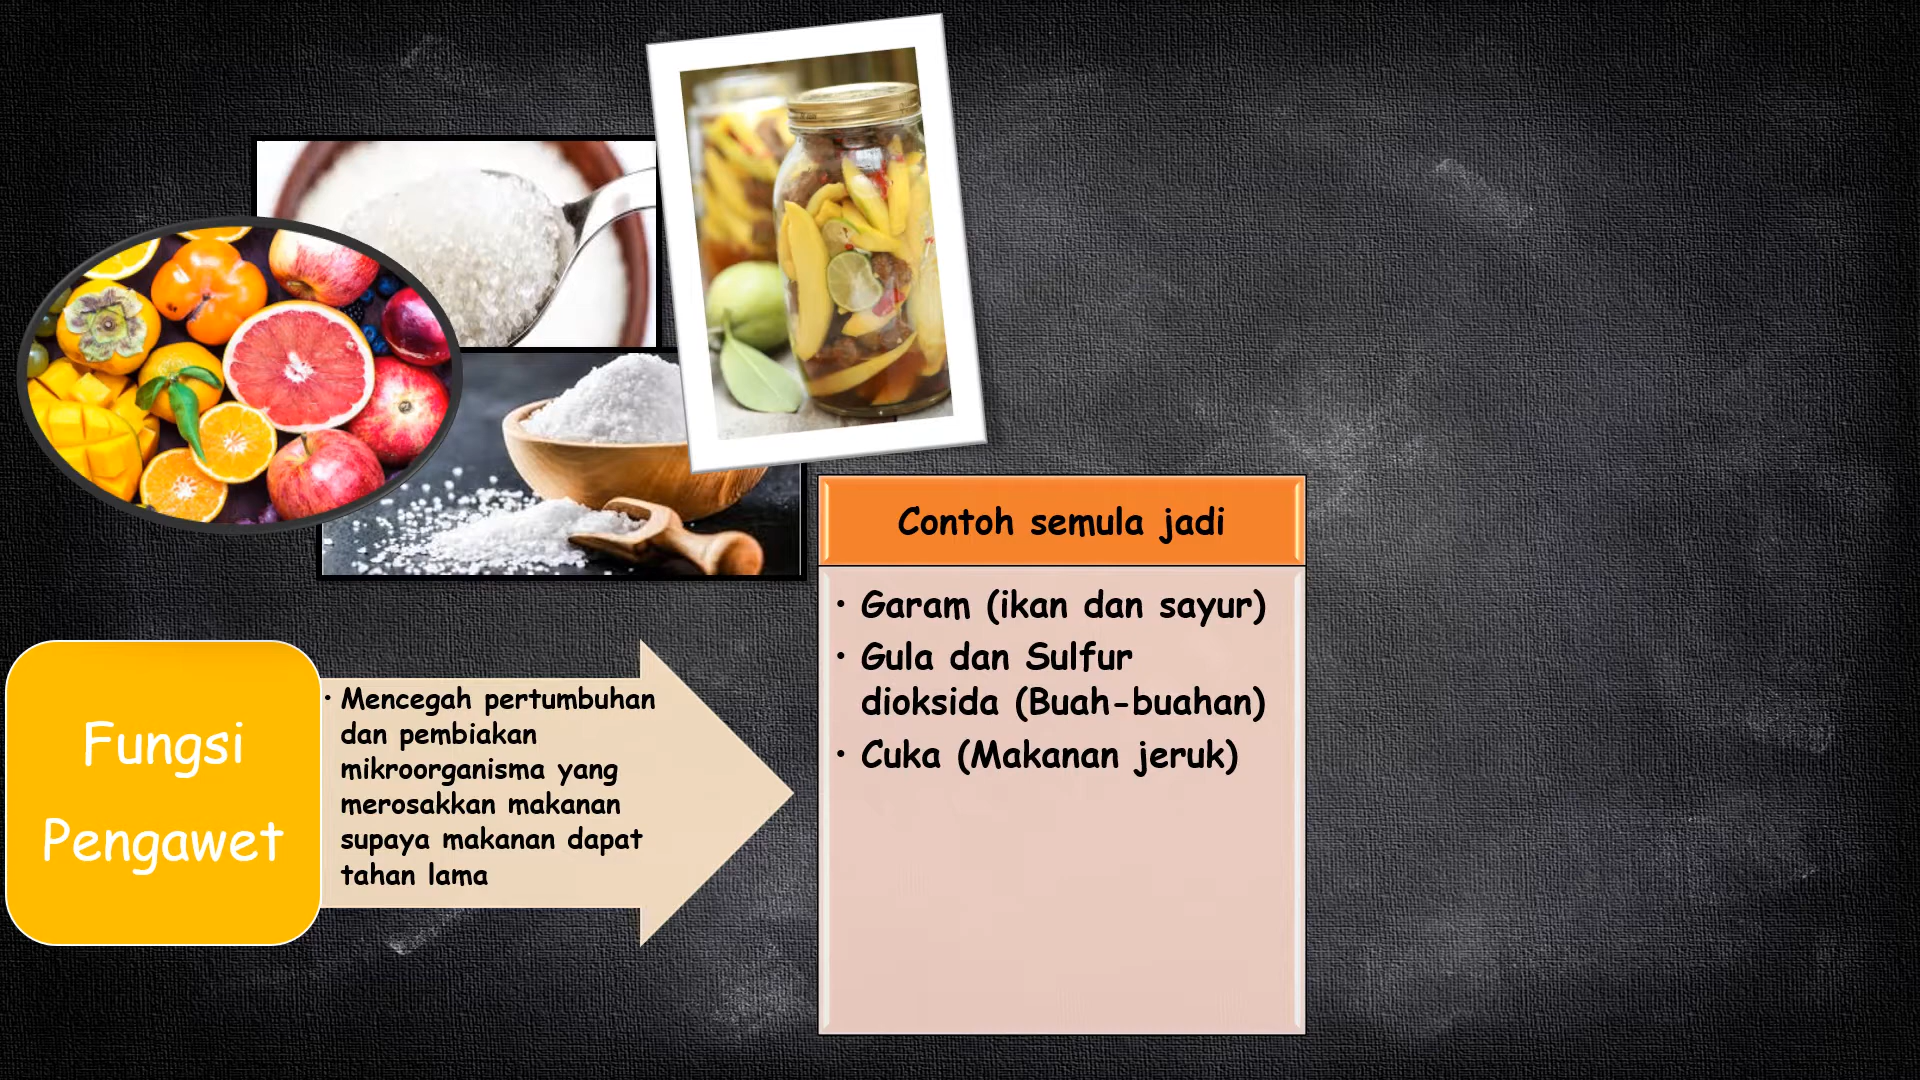 Fungsi
Pengawet
• Mencegah pertumbuhan
dan pembiakan
mikroorganisma yang
merosakkan makanan
supaya makanan dapat
tahan lama
Contoh semula jadi
• Garam (ikan dan sayur)
• Gula dan Sulfur
dioksida (Buah-buahan)
• Cuka (Makanan jeruk)